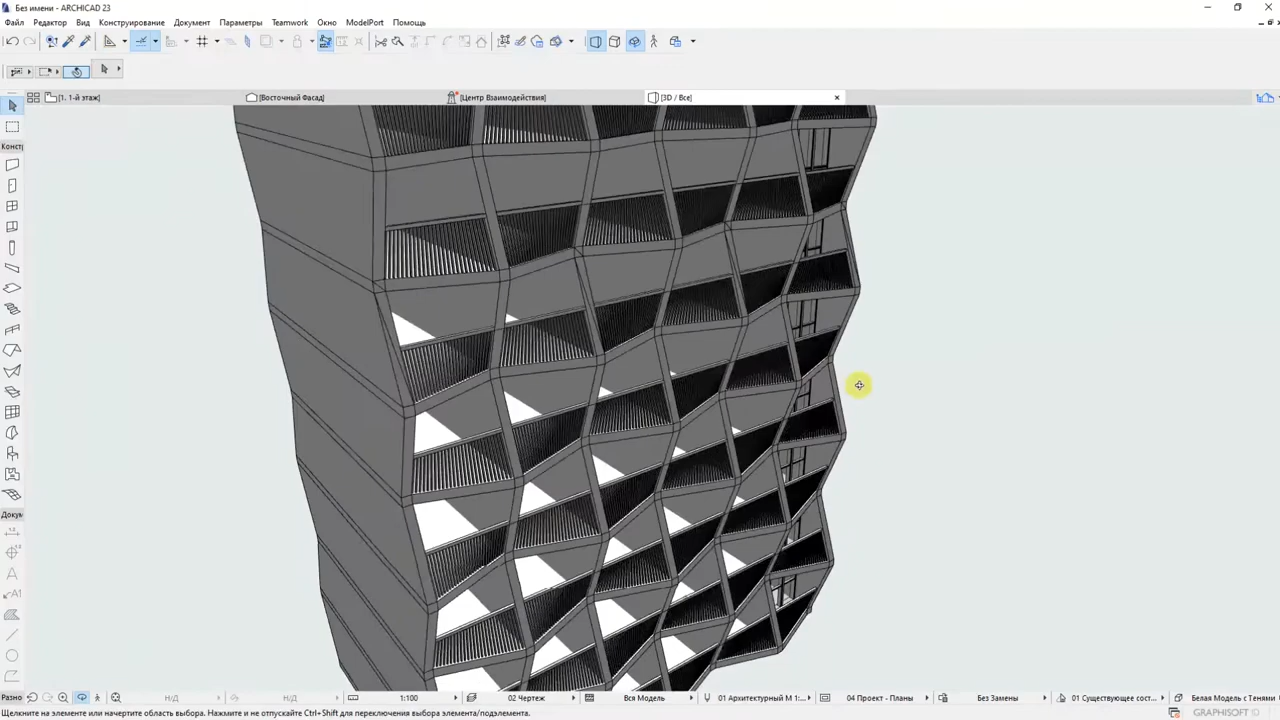 Без имени - ARCHICAD 23
Файл Редактор Вид Конструирование Документ Параметры Teamwork Окно ModelPort Помощь
[1. 1-й этаж] [Восточный Фасад] [Центр Взаимодействия] [3D / Все]
Констр
Докум
A
A1
Разно Н/Д Н/Д 1:100 02 Чертеж Вся Модель 01 Архитектурный М 1:... 04 Проект - Планы Без Замены 01 Существующее сост... Белая Модель с Тенями
Щелкните на элементе или начертите область выбора. Нажмите и не отпускайте Ctrl+Shift для переключения выбора элемента/подэлемента.
GRAPHISOFT